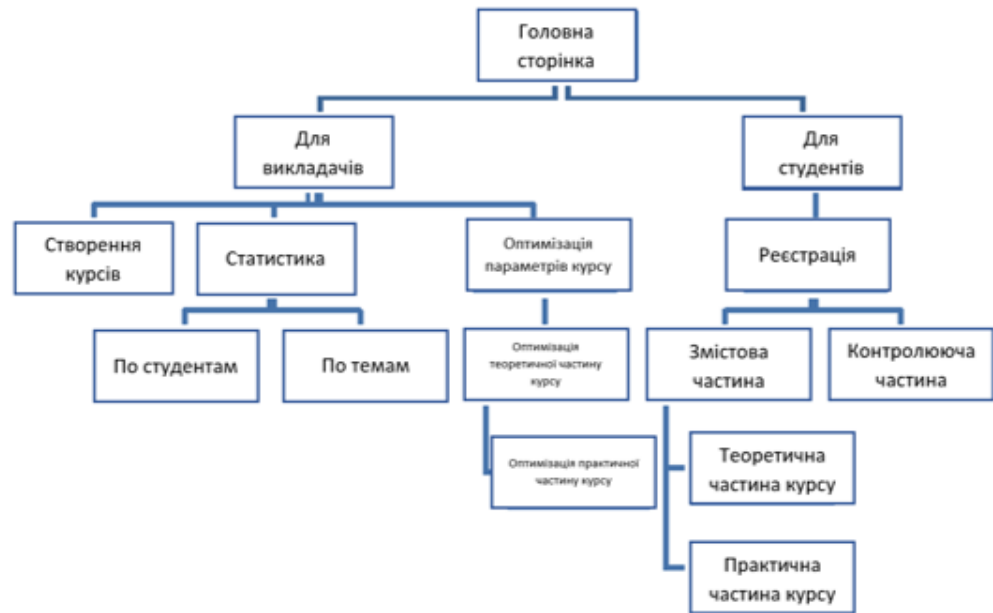 Головна
сторінка
Для
викладачів
Для
студентів
Створення
курсів
Статистика
Оптимізація
параметрів курсу
Реєстрація
По студентам
По темам
Оптимізація
теоретичної частину
курсу
Змістова
частина
Контролююча
частина
Оптимізація практичної
частину курсу
Теоретична
частина курсу
Практична
частина курсу